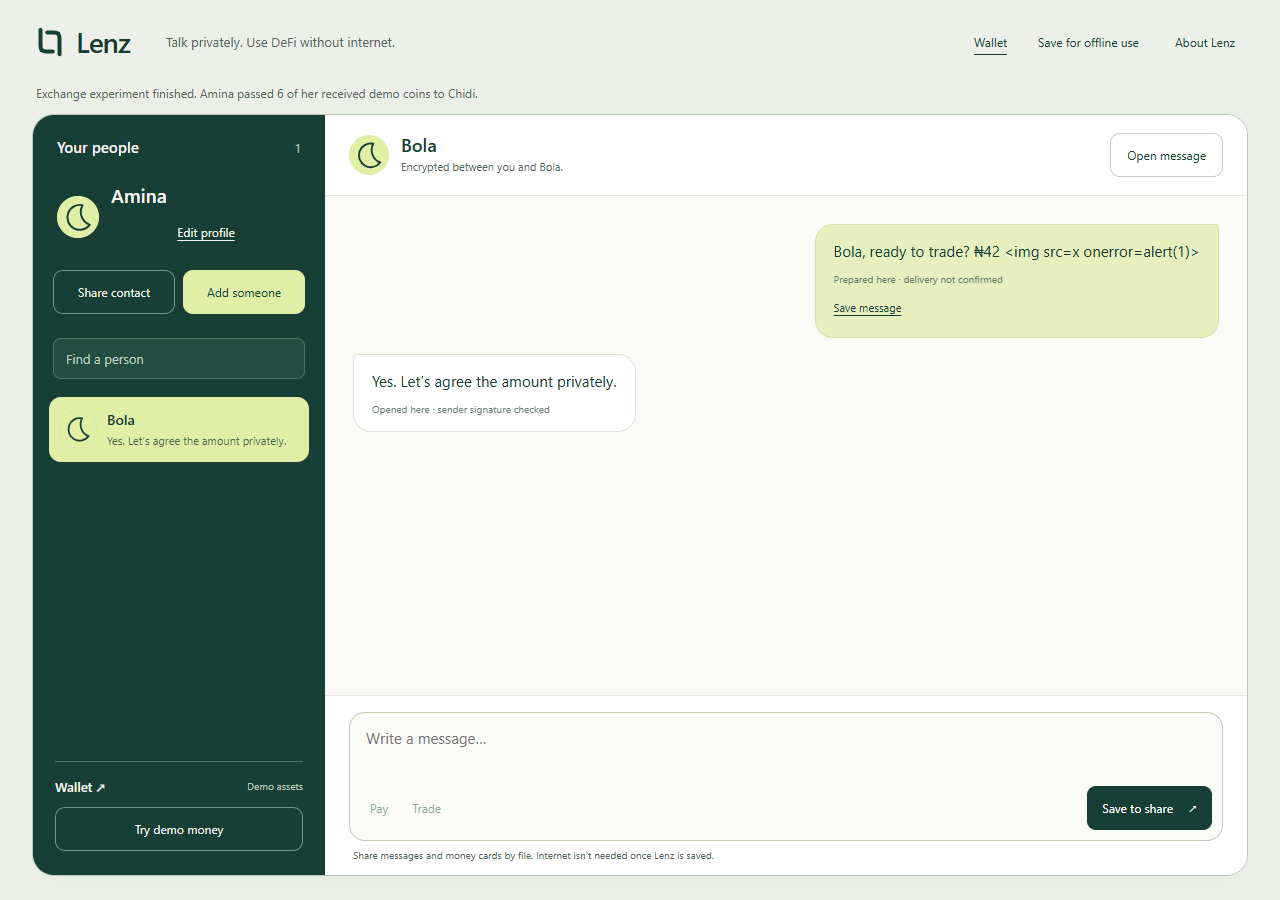 Lenz
Talk privately. Use DeFi without internet.
Wallet
Save for offline use
About Lenz
Exchange experiment finished. Amina passed 6 of her received demo coins to Chidi.
Your people
1
Amina
Edit profile
Share contact
Add someone
Find a person
Bola
Yes. Let's agree the amount privately.
Wallet ↗
Demo assets
Try demo money
Bola
Encrypted between you and Bola.
Open message
Bola, ready to trade? ₦42 <img src=x onerror=alert(1)>
Prepared here · delivery not confirmed
Save message
Yes. Let's agree the amount privately.
Opened here · sender signature checked
Write a message...
Pay
Trade
Save to share ↗
Share messages and money cards by file. Internet isn't needed once Lenz is saved.